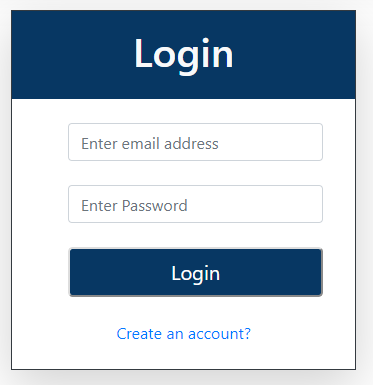 Login
Enter email address
Enter Password
Login
Create an account?